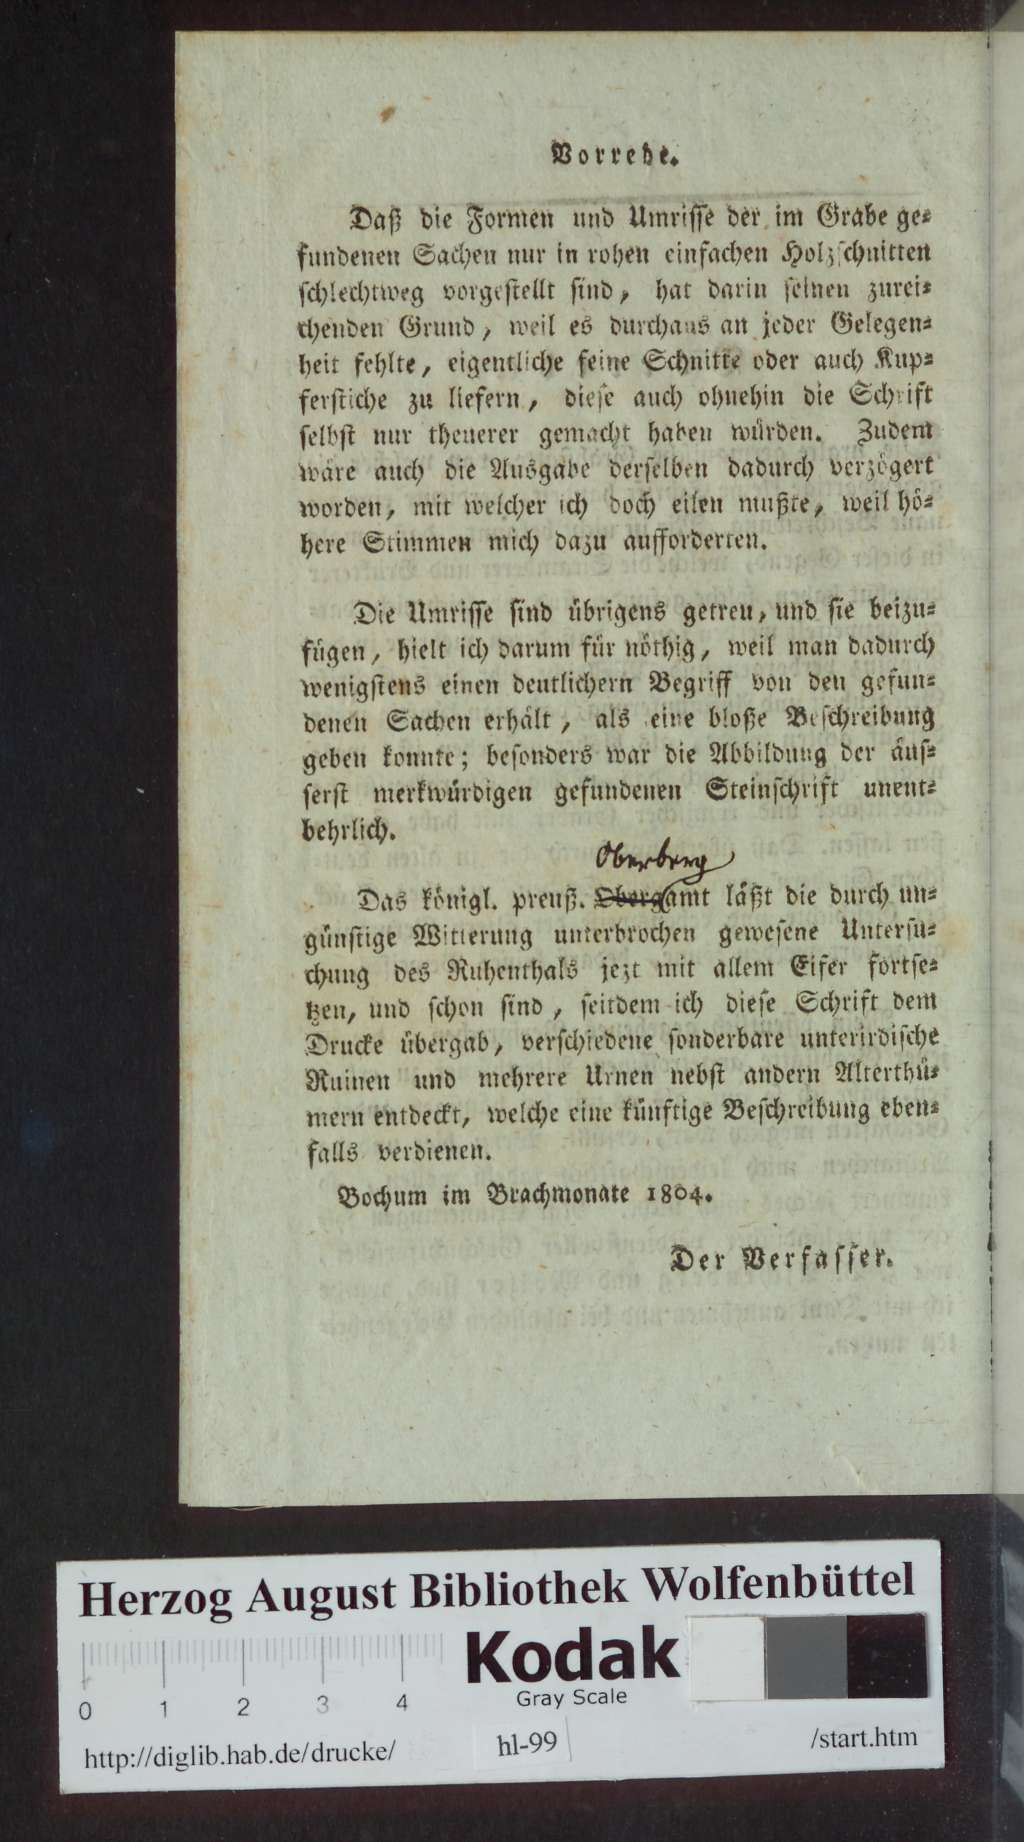 Vorrede.
Daß die Formen und Umrisse der im Grabe ge⸗
fundenen Sachen nur in rohen einfachen Holzschnitten
schlechtweg vorgestellt sind, hat darin seinen zurei⸗
chenden Grund, weil es durchaus an jeder Gelegen⸗
heit fehlte, eigentliche feine Schnitte oder auch Kup⸗
ferstiche zu liefern, diese auch ohnehin die Schrift
selbst nur theuerer gemacht haben würden. Zudem
wäre auch die Ausgabe derselben dadurch verzögert
worden, mit welcher ich doch eilen mußte, weil hö⸗
here Stimmen mich dazu aufforderten.
Die Umrisse sind übrigens getreu, und sie beizu⸗
fügen, hielt ich darum für nöthig, weil man dadurch
wenigstens einen deutlichern Begriff von den gefun⸗
denen Sachen erhält, als eine bloße Beschreibung
geben konnte; besonders war die Abbildung der äus⸗
serst merkwürdigen gefundenen Steinschrift unent⸗
behrlich.
Oberberg
Das königl. preuß. Obergamt läßt die durch un⸗
günstige Witterung unterbrochen gewesene Untersu⸗
chung des Ruhenthals jezt mit allem Eifer fortse⸗
tzen, und schon sind, seitdem ich diese Schrift dem
Drucke übergab, verschiedene sonderbare unterirdische
Ruinen und mehrere Urnen nebst andern Alterthü⸗
mern entdeckt, welche eine künftige Beschreibung eben⸗
falls verdienen.
Bochum im Brachmonate 1804.
Der Verfasser.
Herzog August Bibliothek Wolfenbüttel
Kodak
Gray Scale
0 1 2 3 4
http://diglib.hab.de/drucke/ hl-99 /start.htm